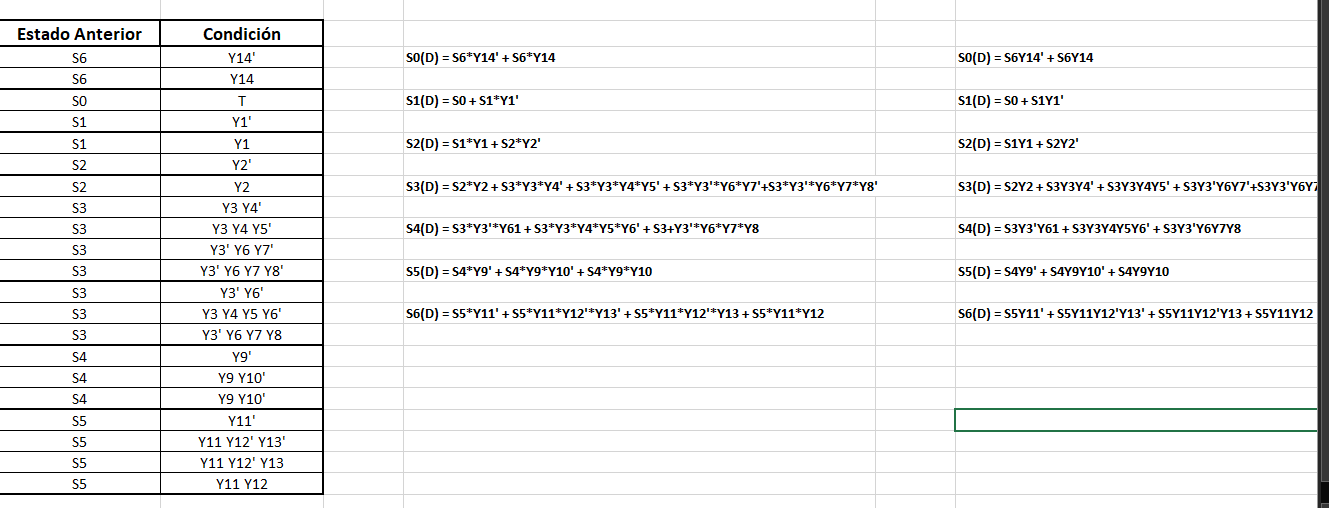 Estado Anterior Condición
S6 Y14' S0(D) = S6*Y14' + S6*Y14 S0(D) = S6Y14' + S6Y14
S6 Y14
S0 T S1(D) = S0 + S1*Y1' S1(D) = S0 + S1Y1'
S1 Y1'
S1 Y1 S2(D) = S1*Y1 + S2*Y2' S2(D) = S1Y1 + S2Y2'
S2 Y2'
S2 Y2 S3(D) = S2*Y2 + S3*Y3*Y4' + S3*Y3*Y4*Y5' + S3*Y3'*Y6*Y7'+S3*Y3'*Y6*Y7*Y8' S3(D) = S2Y2 + S3Y3Y4' + S3Y3Y4Y5' + S3Y3'Y6Y7'+S3Y3'Y6Y7
S3 Y3 Y4'
S3 Y3 Y4 Y5' S4(D) = S3*Y3'*Y61 + S3*Y3*Y4*Y5*Y6' + S3+Y3'*Y6*Y7*Y8 S4(D) = S3Y3'Y61 + S3Y3Y4Y5Y6' + S3Y3'Y6Y7Y8
S3 Y3' Y6 Y7'
S3 Y3' Y6 Y7 Y8' S5(D) = S4*Y9' + S4*Y9*Y10' + S4*Y9*Y10 S5(D) = S4Y9' + S4Y9Y10' + S4Y9Y10
S3 Y3' Y6'
S3 Y3 Y4 Y5 Y6' S6(D) = S5*Y11' + S5*Y11*Y12'*Y13' + S5*Y11*Y12'*Y13 + S5*Y11*Y12 S6(D) = S5Y11' + S5Y11Y12'Y13' + S5Y11Y12'Y13 + S5Y11Y12
S3 Y3' Y6 Y7 Y8
S4 Y9'
S4 Y9 Y10'
S4 Y9 Y10'
S5 Y11'
S5 Y11 Y12' Y13'
S5 Y11 Y12' Y13
S5 Y11 Y12